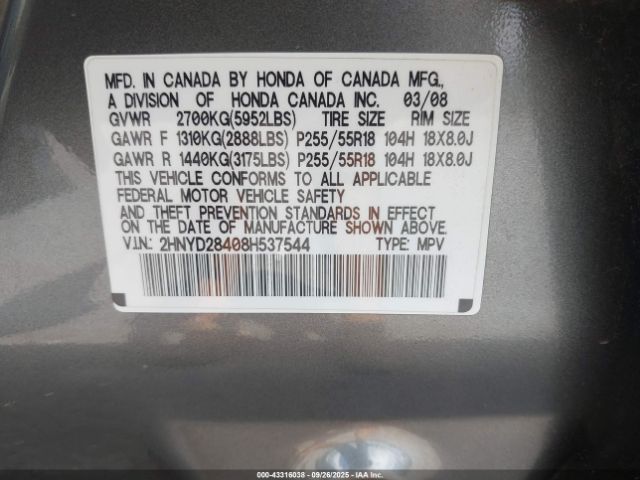 MFD. IN CANADA BY HONDA OF CANADA MFG.,
A DIVISION OF HONDA CANADA INC. 03/08
GVWR 2700KG(5952LBS) TIRE SIZE RIM SIZE
GAWR F 1310KG(2888LBS) P255/55R18 104H 18X8.0J
GAWR R 1440KG(3175LBS) P255/55R18 104H 18X8.0J
THIS VEHICLE CONFORMS TO ALL APPLICABLE
FEDERAL MOTOR VEHICLE SAFETY
AND THEFT PREVENTION STANDARDS IN EFFECT
ON THE DATE OF MANUFACTURE SHOWN ABOVE.
V.I.N.: 2HNYD28408H537544 TYPE: MPV
000-43316038 - 09/26/2025 - IAA Inc.